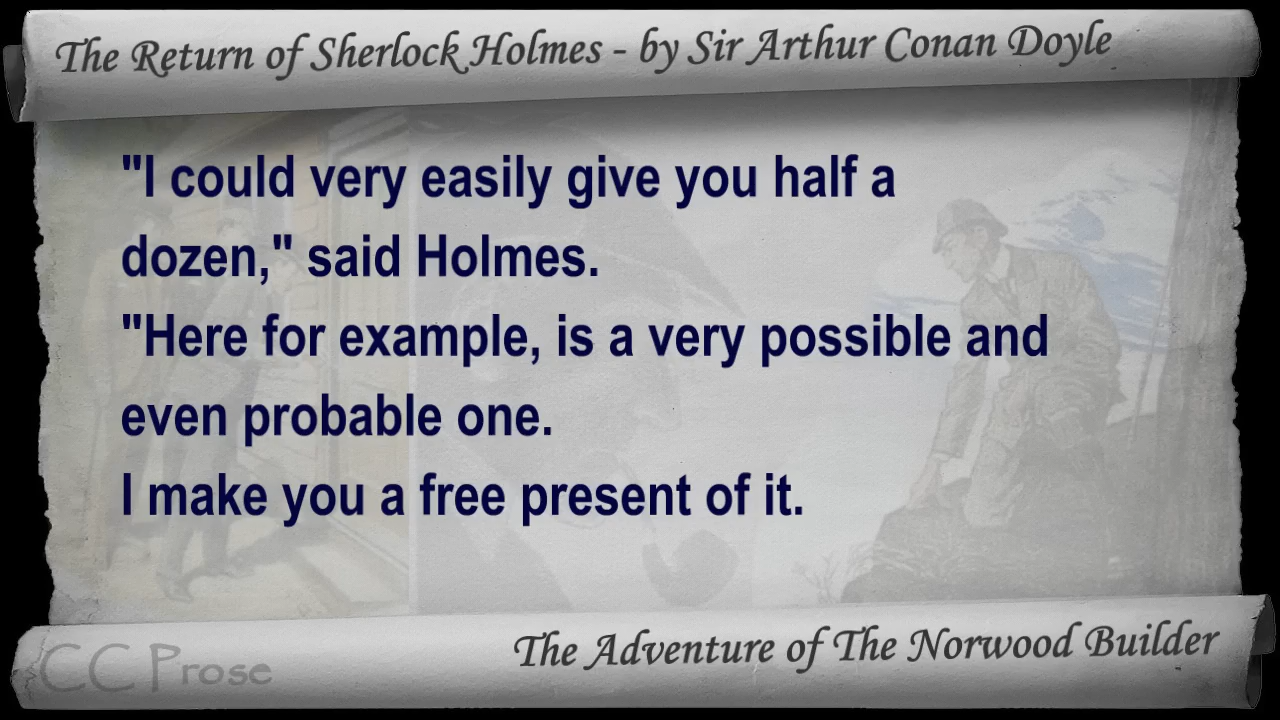 The Return of Sherlock Holmes - by Sir Arthur Conan Doyle
"I could very easily give you half a
dozen," said Holmes.
"Here for example, is a very possible and
even probable one.
I make you a free present of it.
The Adventure of The Norwood Builder
CC Prose